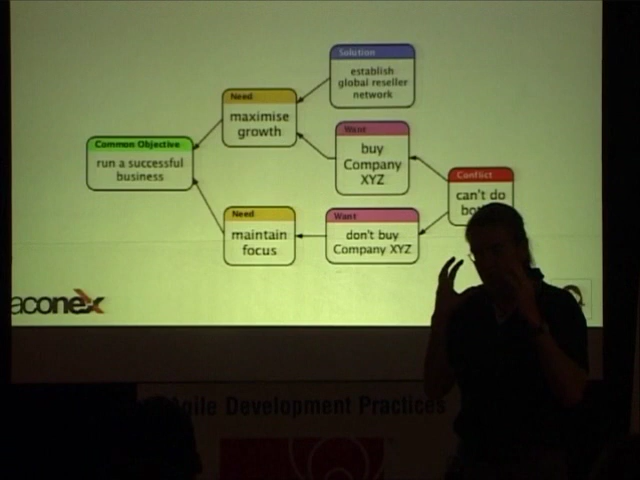 Solution
establish
global reseller
network
Need
maximise
growth
Want
buy
Company
XYZ
Common Objective
run a successful
business
Conflict
can't do
Need
maintain
focus
Want
don't buy
Company XYZ
aconex
Agile Development Practices